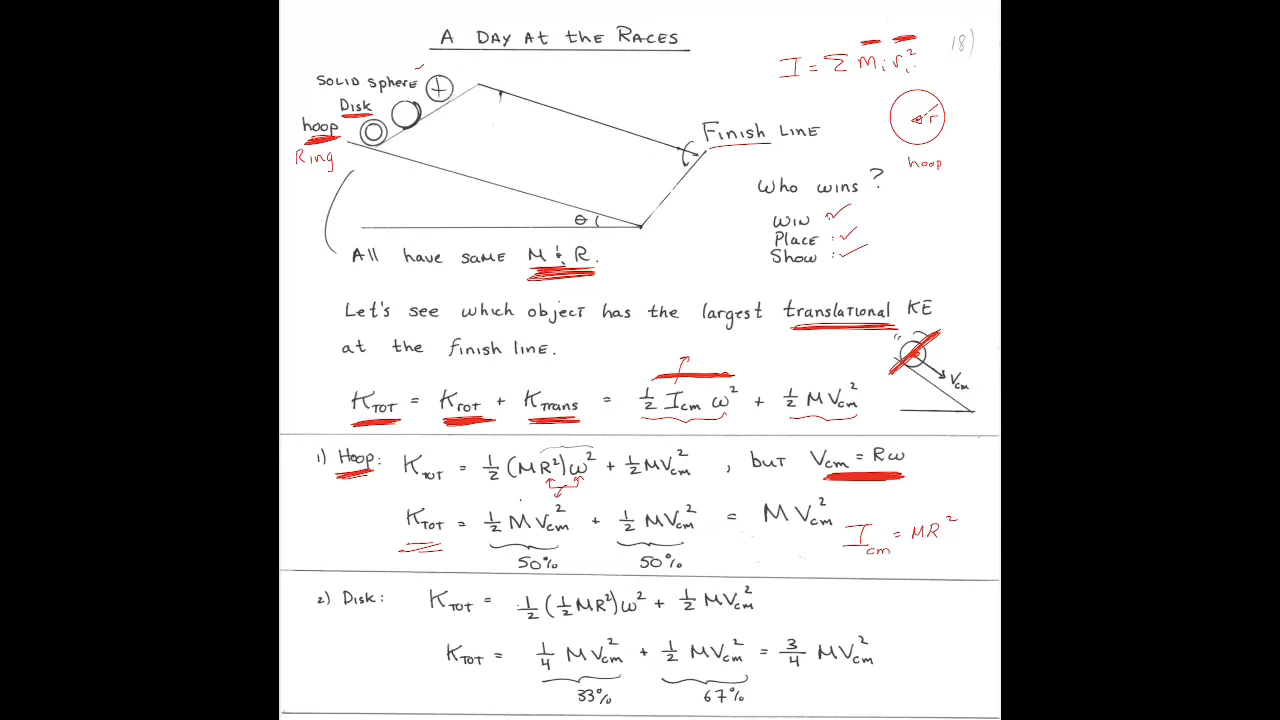 A DAY AT the RACES
18)
I = Σ mᵢ rᵢ²
SOLID SPHERE
DISK
hoop
Ring
r
hoop
FINISH LINE
Who wins?
WIN :
PLACE :
SHOW :
θ
All have same M & R.
Let's see which object has the largest translational KE
at the finish line.
V_cm
K_TOT = K_rot + K_Trans = ½ I_cm ω² + ½ M V_cm²
1) Hoop: K_TOT = ½ (MR²) ω² + ½ M V_cm² , but V_cm = Rω
K_TOT = ½ M V_cm² + ½ M V_cm² = M V_cm²
I_cm = MR²
50% 50%
2) Disk: K_TOT = ½ (½ MR²) ω² + ½ M V_cm²
K_TOT = ¼ M V_cm² + ½ M V_cm² = ¾ M V_cm²
33% 67%